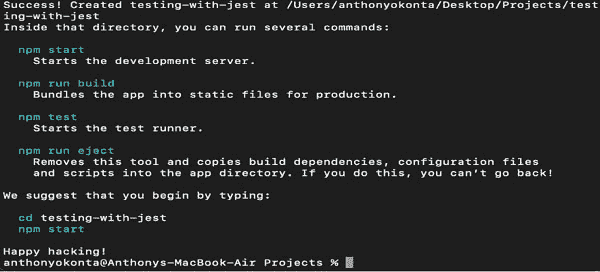 Success! Created testing-with-jest at /Users/anthonyokonta/Desktop/Projects/test
ing-with-jest
Inside that directory, you can run several commands:
npm start
Starts the development server.
npm run build
Bundles the app into static files for production.
npm test
Starts the test runner.
npm run eject
Removes this tool and copies build dependencies, configuration files
and scripts into the app directory. If you do this, you can't go back!
We suggest that you begin by typing:
cd testing-with-jest
npm start
Happy hacking!
anthonyokonta@Anthonys-MacBook-Air Projects %